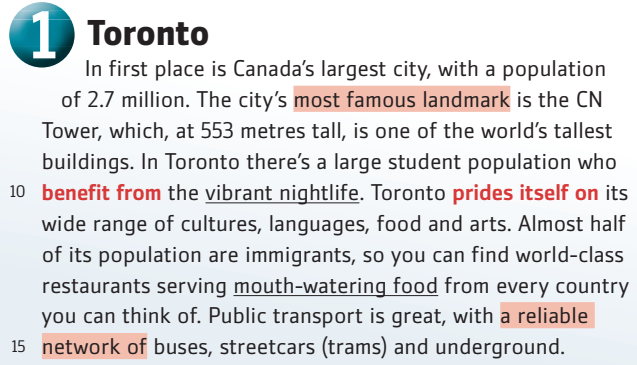 1 Toronto
In first place is Canada’s largest city, with a population
of 2.7 million. The city’s most famous landmark is the CN
Tower, which, at 553 metres tall, is one of the world’s tallest
buildings. In Toronto there’s a large student population who
10 benefit from the vibrant nightlife. Toronto prides itself on its
wide range of cultures, languages, food and arts. Almost half
of its population are immigrants, so you can find world-class
restaurants serving mouth-watering food from every country
you can think of. Public transport is great, with a reliable
15 network of buses, streetcars (trams) and underground.